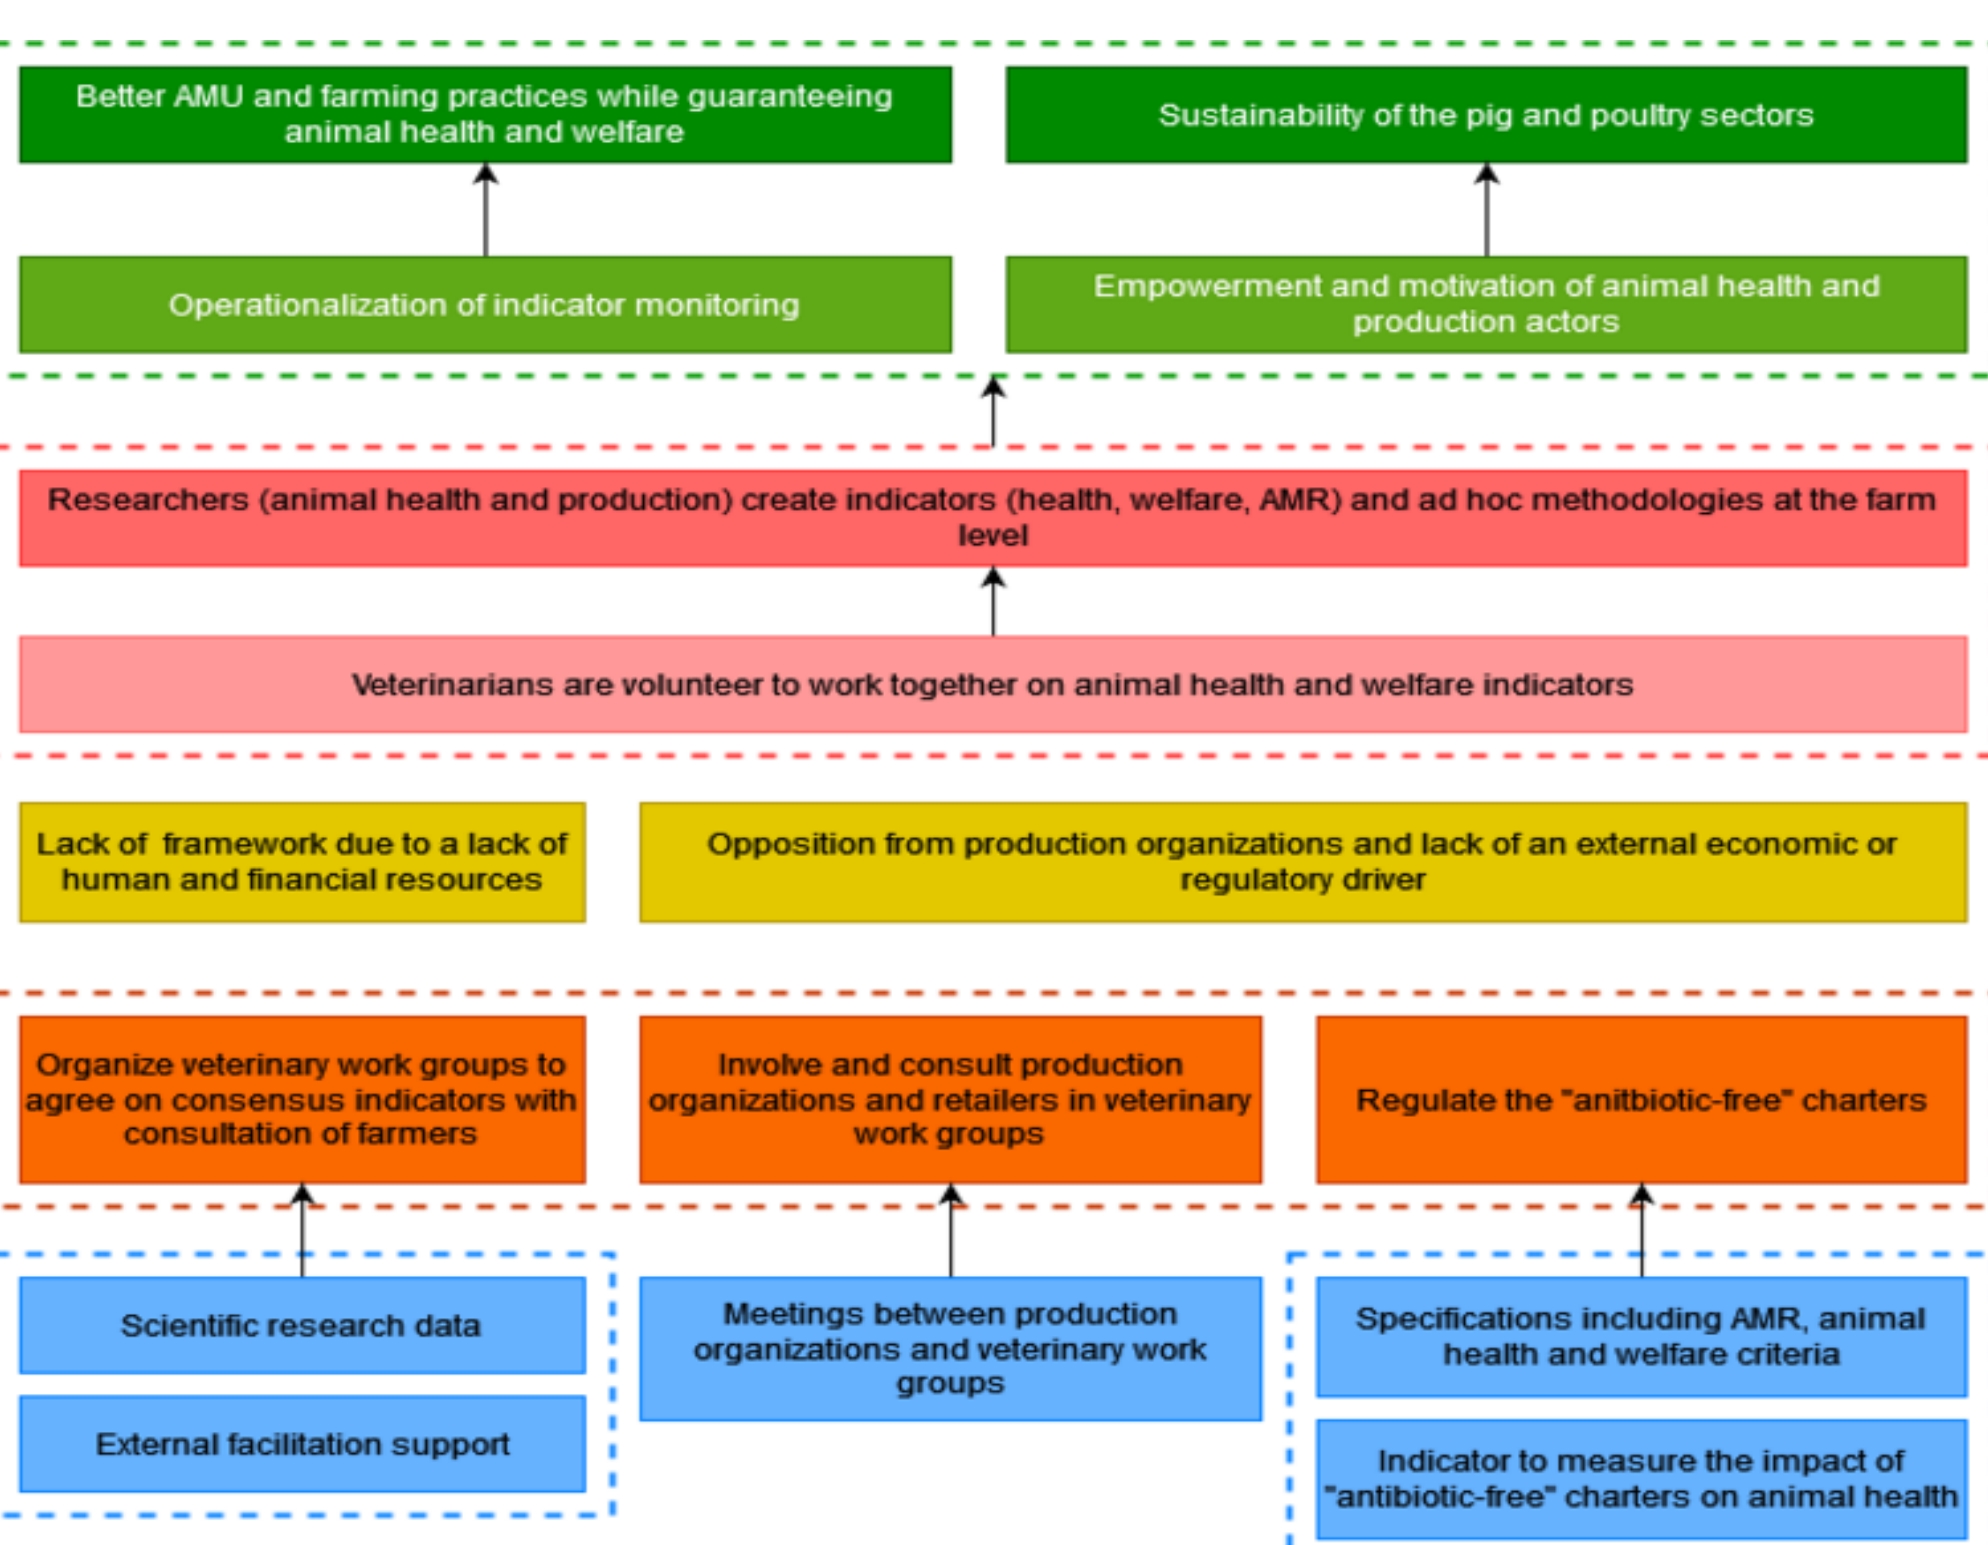 Better AMU and farming practices while guaranteeing
animal health and welfare
Sustainability of the pig and poultry sectors
Operationalization of indicator monitoring
Empowerment and motivation of animal health and
production actors
Researchers (animal health and production) create indicators (health, welfare, AMR) and ad hoc methodologies at the farm
level
Veterinarians are volunteer to work together on animal health and welfare indicators
Lack of framework due to a lack of
human and financial resources
Opposition from production organizations and lack of an external economic or
regulatory driver
Organize veterinary work groups to
agree on consensus indicators with
consultation of farmers
Involve and consult production
organizations and retailers in veterinary
work groups
Regulate the "anitbiotic-free" charters
Scientific research data
External facilitation support
Meetings between production
organizations and veterinary work
groups
Specifications including AMR, animal
health and welfare criteria
Indicator to measure the impact of
"antibiotic-free" charters on animal health